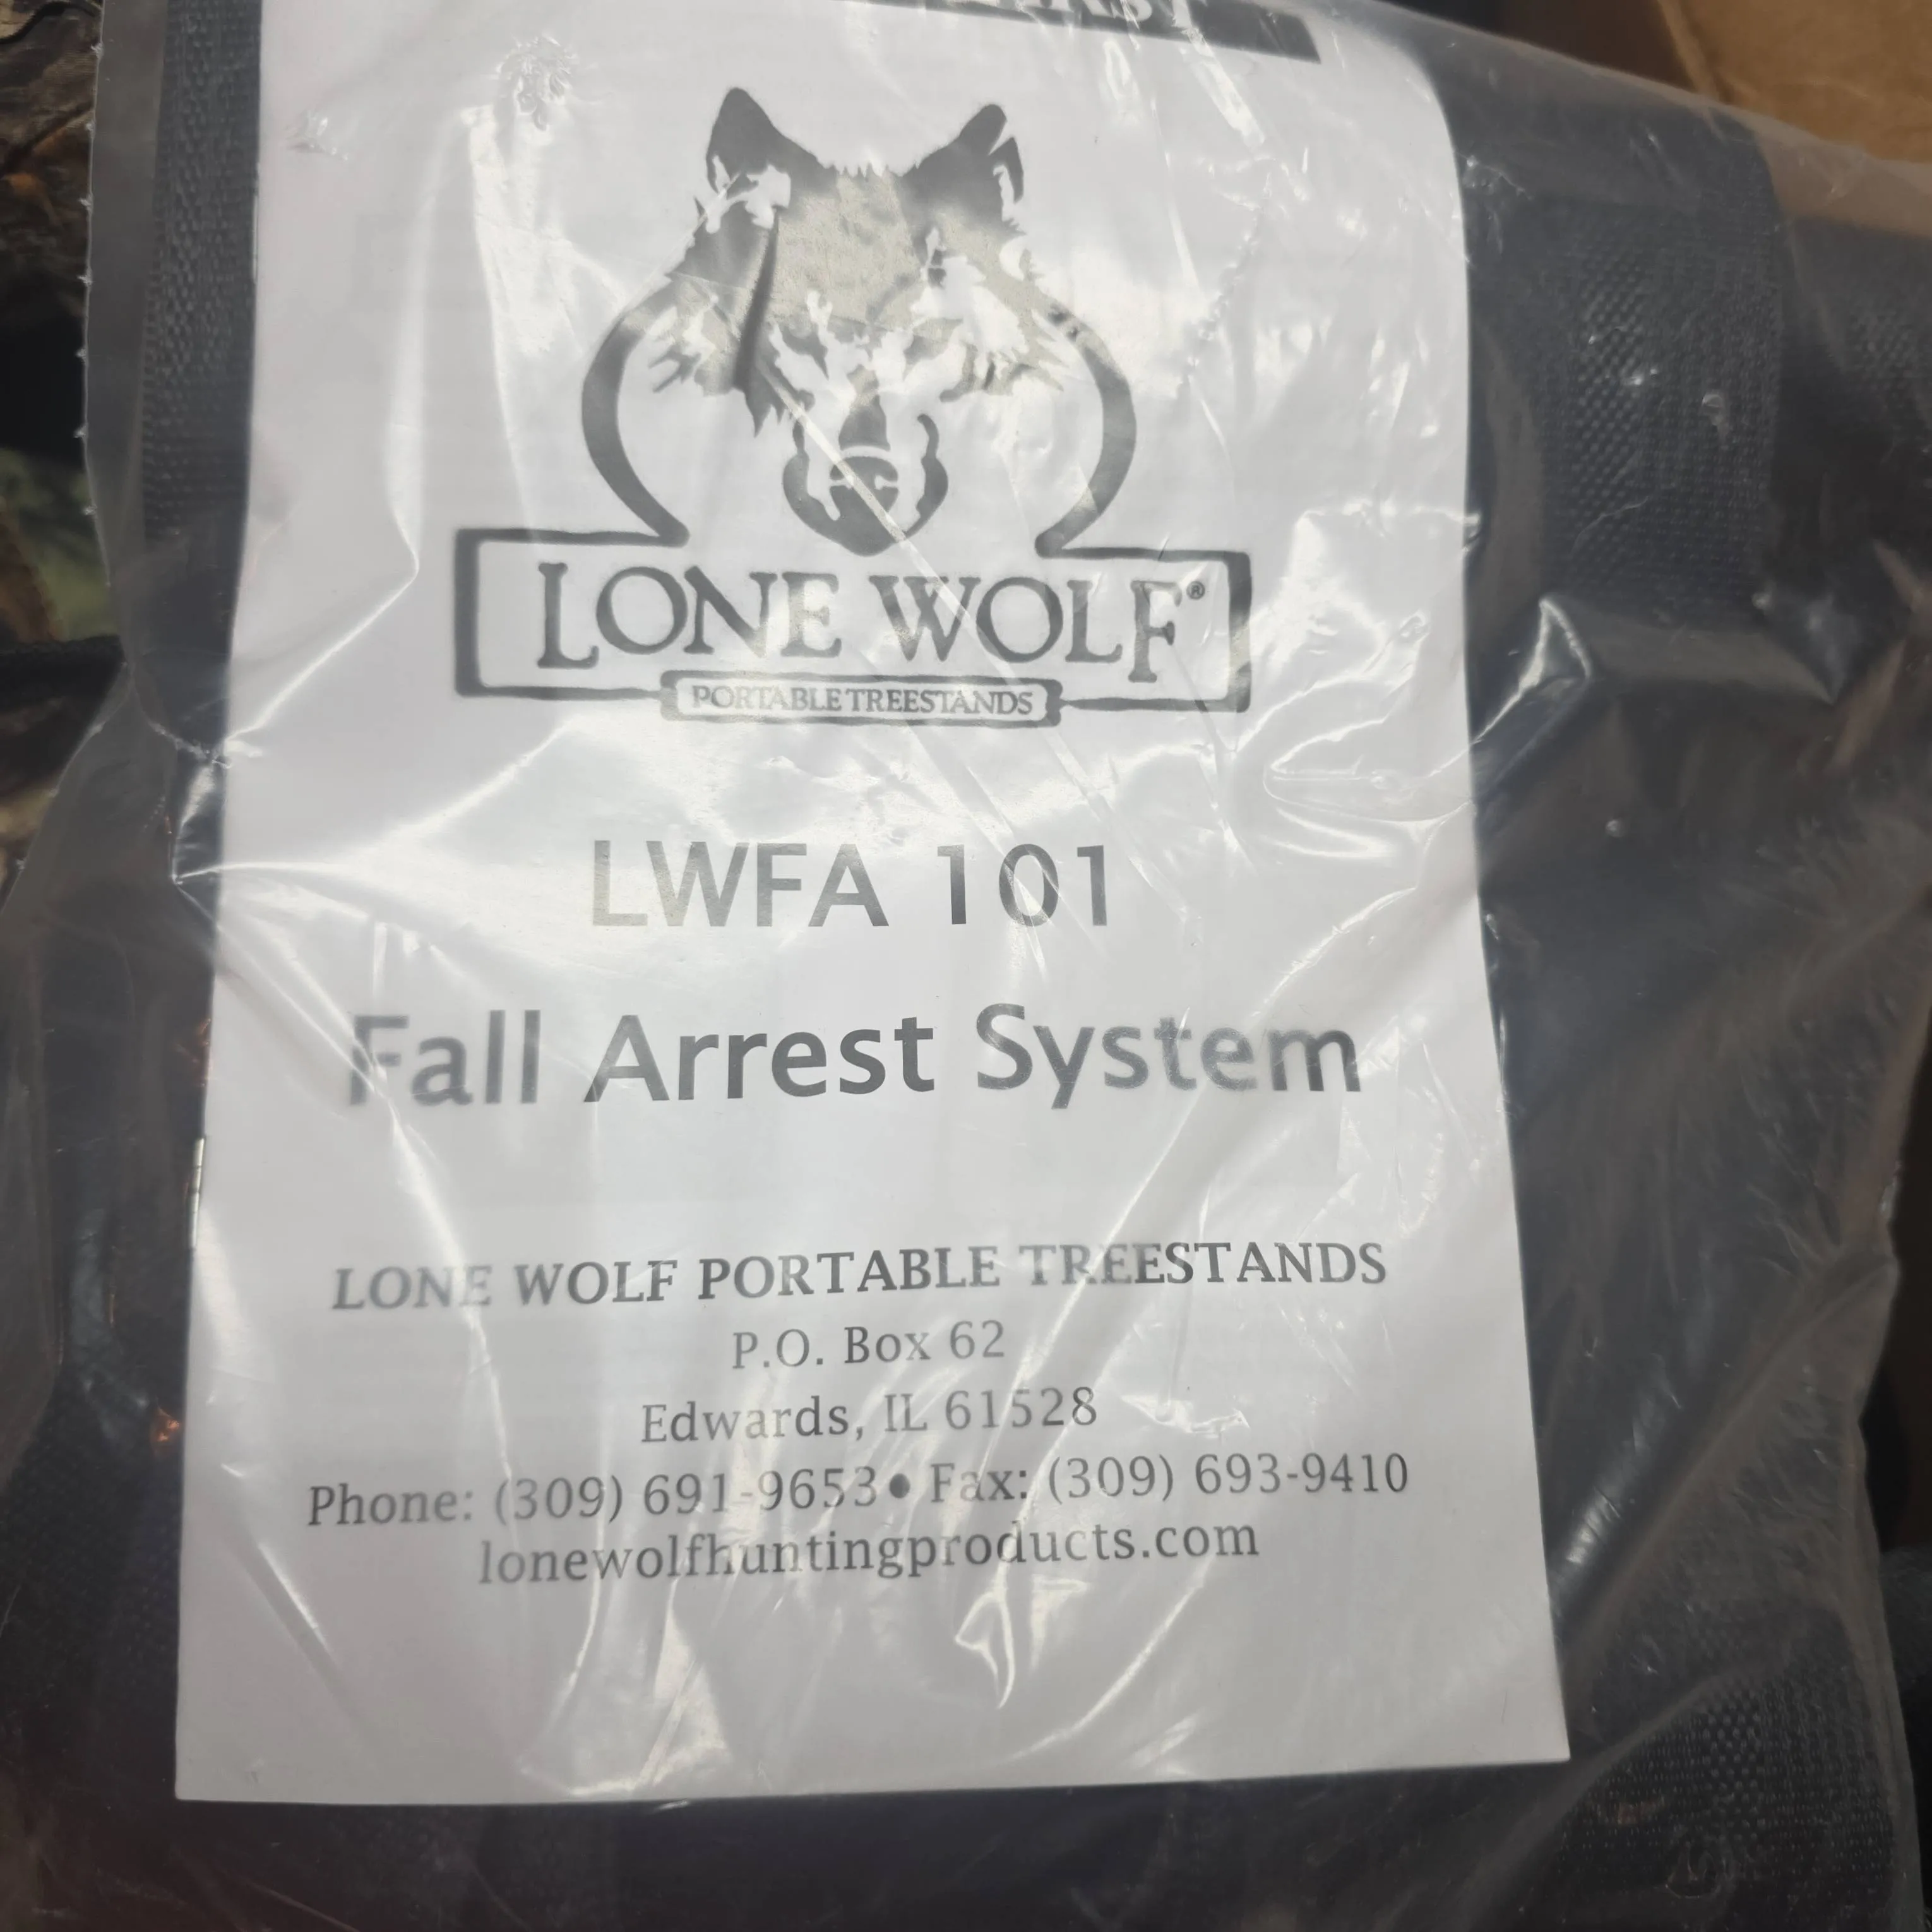 LONE WOLF®
PORTABLE TREESTANDS
LWFA 101
Fall Arrest System
LONE WOLF PORTABLE TREESTANDS
P.O. Box 62
Edwards, IL 61528
Phone: (309) 691-9653• Fax: (309) 693-9410
lonewolfhuntingproducts.com